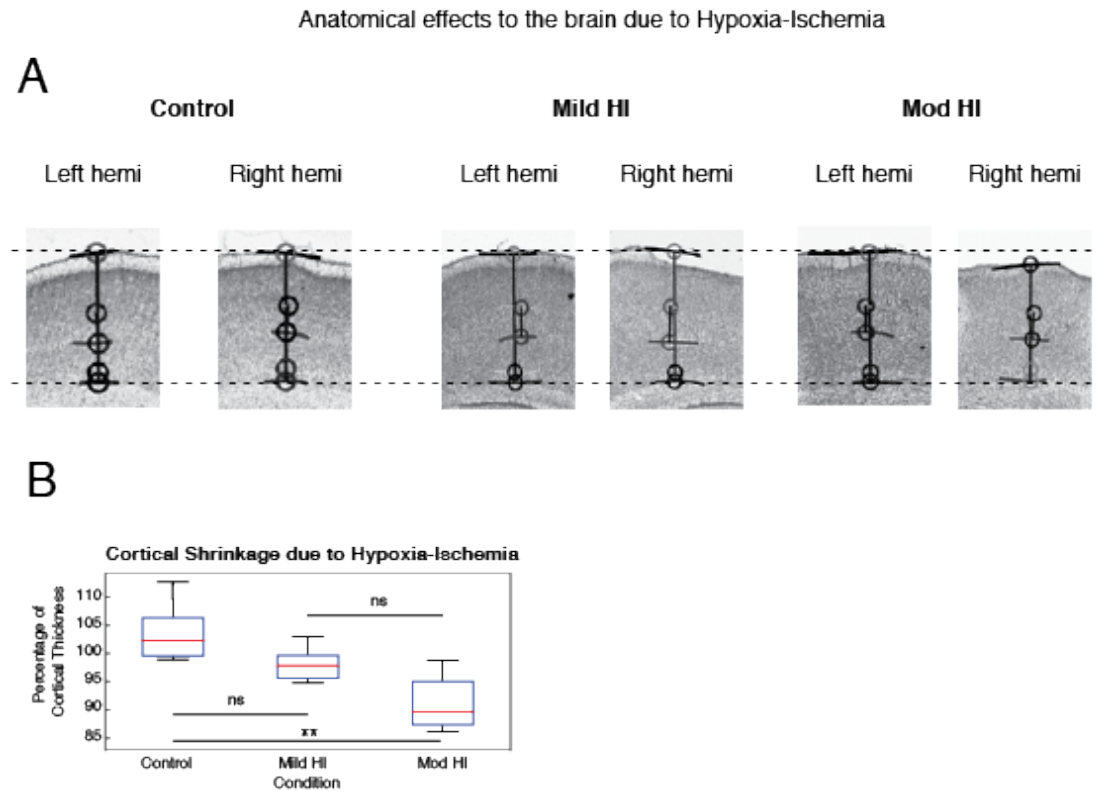 Anatomical effects to the brain due to Hypoxia-Ischemia
A
Control
Mild HI
Mod HI
Left hemi
Right hemi
Left hemi
Right hemi
Left hemi
Right hemi
B
Cortical Shrinkage due to Hypoxia-Ischemia
Percentage of
Cortical Thickness
110
105
100
95
90
85
ns
ns
**
Control
Mild HI
Mod HI
Condition